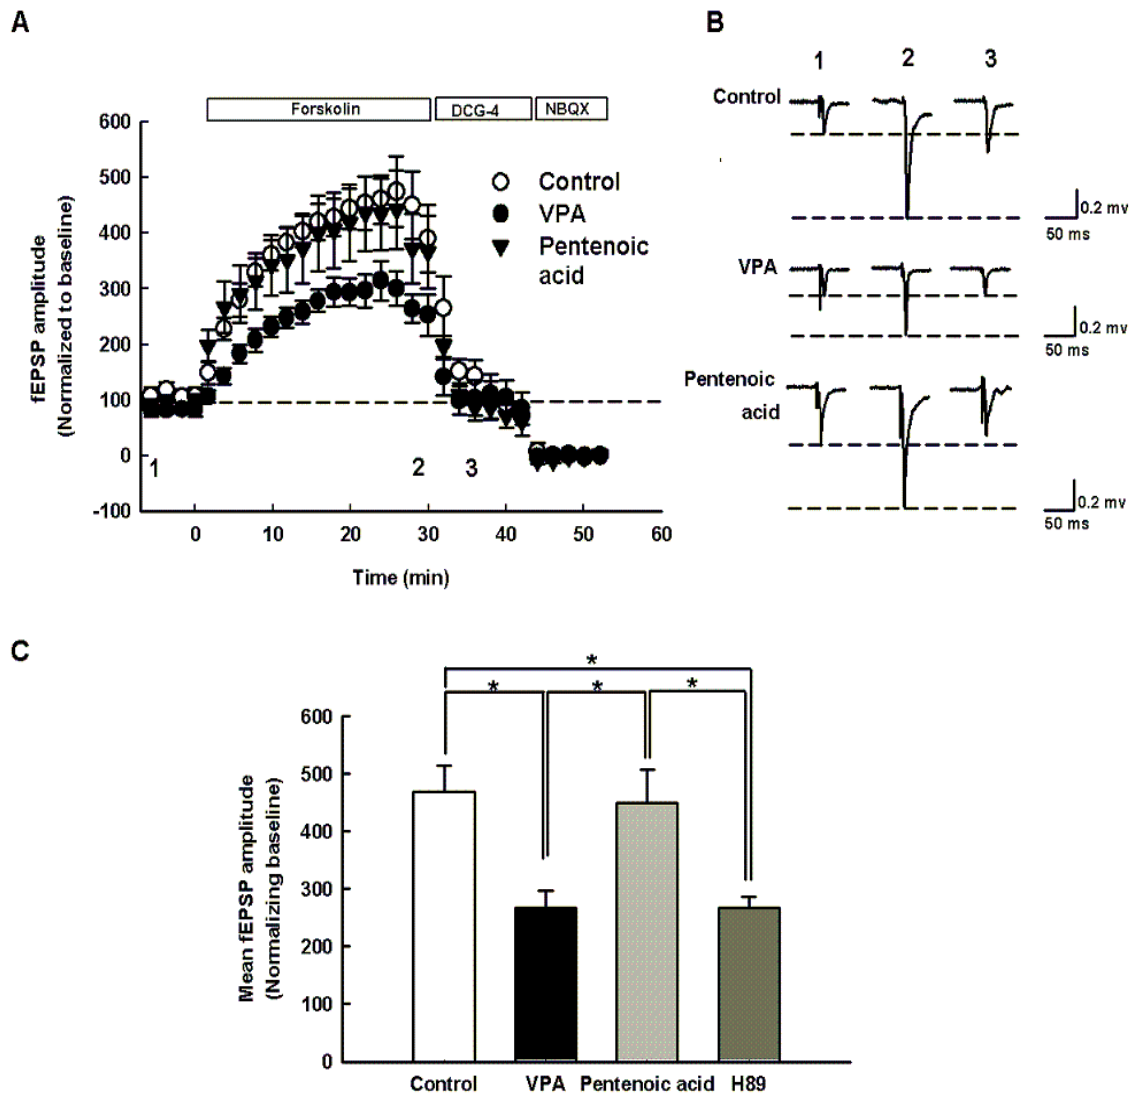 A
Forskolin
DCG-4
NBQX
600
500
400
300
200
100
0
-100
fEPSP amplitude
(Normalized to baseline)
Control
VPA
Pentenoic
acid
1
2
3
0
10
20
30
40
50
60
Time (min)
B
1
2
3
Control
0.2 mv
50 ms
VPA
0.2 mv
50 ms
Pentenoic
acid
0.2 mv
50 ms
C
*
*
*
*
600
500
400
300
200
100
0
Mean fEPSP amplitude
(Normalizing baseline)
Control
VPA
Pentenoic acid
H89